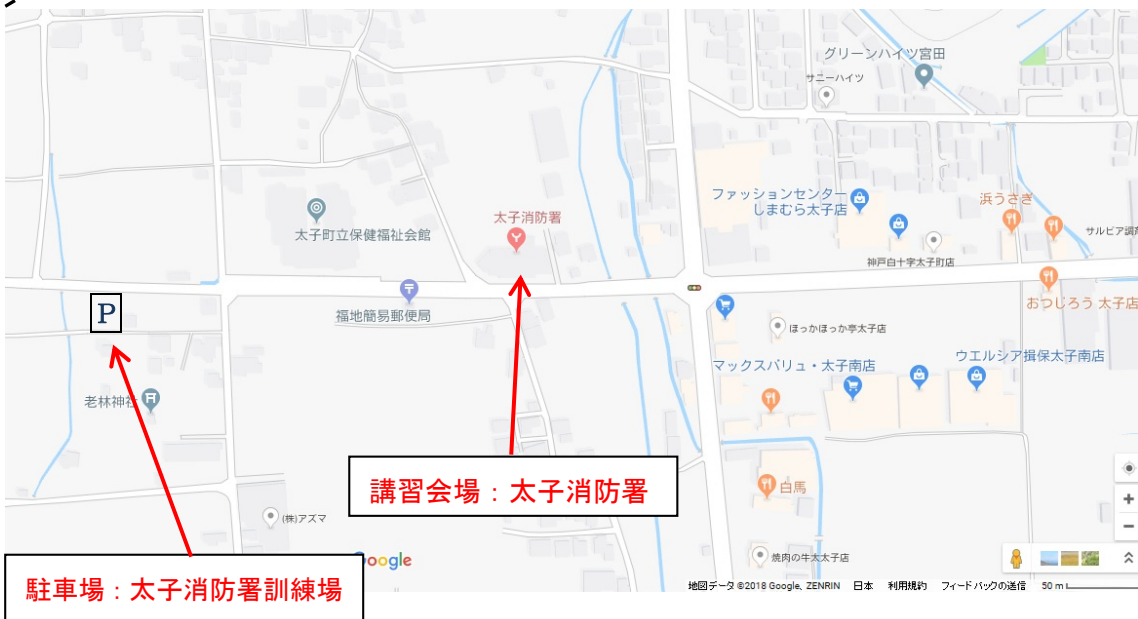 グリーンハイツ宮田
サニーハイツ
ファッションセンター
しまむら太子店
浜うさぎ
太子消防署
太子町立保健福祉会館
神戸白十字太子町店
P
福地簡易郵便局
おつじろう 太子店
ほっかほっか亭太子店
マックスバリュ・太子南店
ウエルシア揖保太子南店
老林神社
講習会場：太子消防署
白馬
(株)アズマ
焼肉の牛太太子店
oogle
駐車場：太子消防署訓練場
地図データ ©2018 Google, ZENRIN 日本 利用規約 フィードバックの送信 50 m